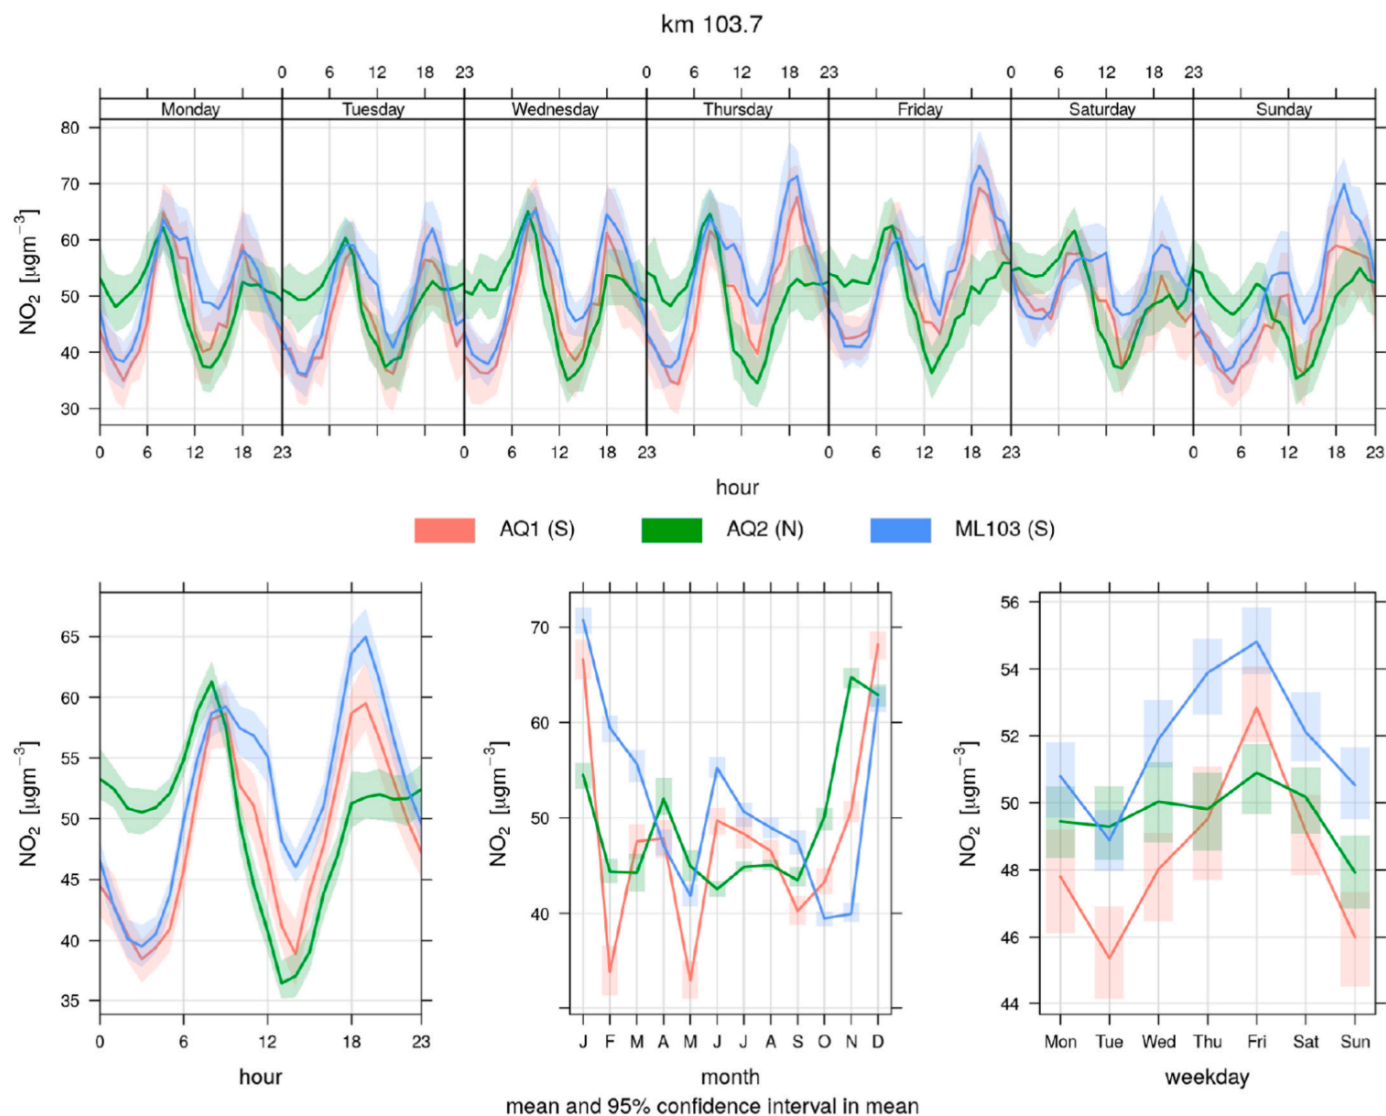 km 103.7
0 6 12 18 23 0 6 12 18 23 0 6 12 18 23
Monday Tuesday Wednesday Thursday Friday Saturday Sunday
80
70
60
50
40
30
NO2 [μgm−3]
0 6 12 18 23 0 6 12 18 23 0 6 12 18 23 0 6 12 18 23
hour
AQ1 (S) AQ2 (N) ML103 (S)
65
60
55
50
45
40
35
NO2 [μgm−3]
0 6 12 18 23
hour
70
60
50
40
NO2 [μgm−3]
J F M A M J J A S O N D
month
56
54
52
50
48
46
44
NO2 [μgm−3]
Mon Tue Wed Thu Fri Sat Sun
weekday
mean and 95% confidence interval in mean